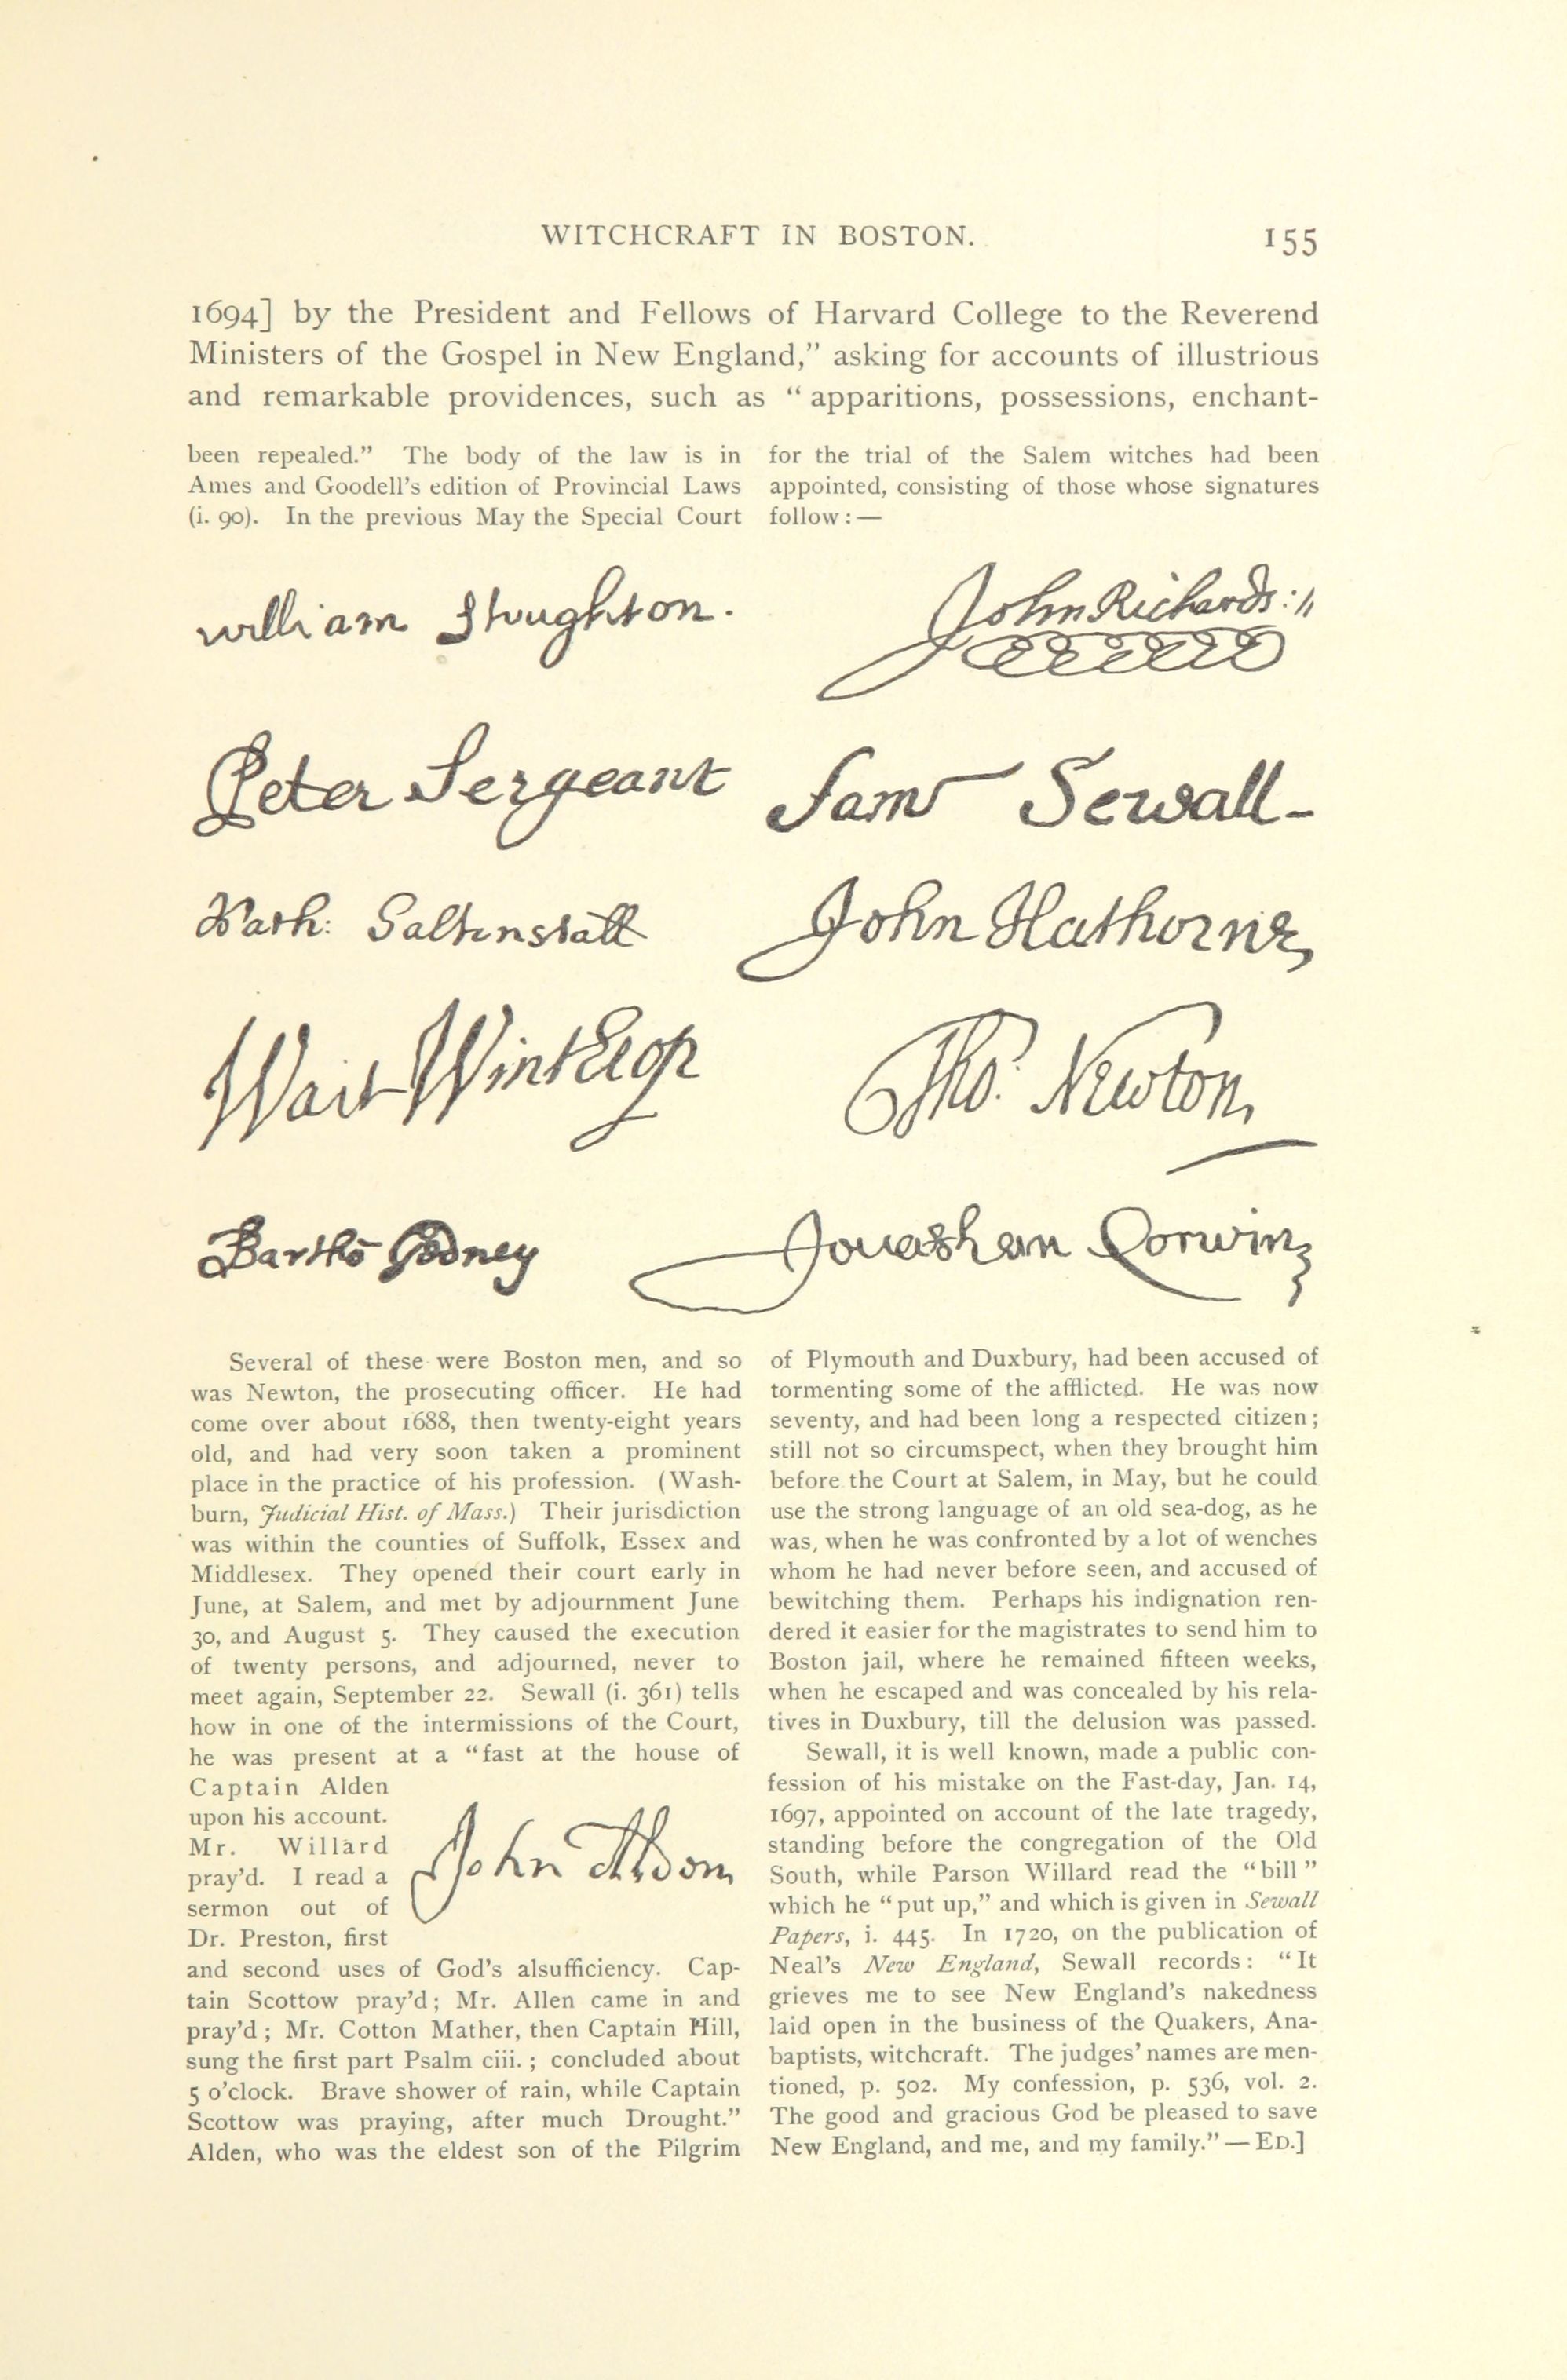 WITCHCRAFT IN BOSTON. 155
1694] by the President and Fellows of Harvard College to the Reverend
Ministers of the Gospel in New England,” asking for accounts of illustrious
and remarkable providences, such as “apparitions, possessions, enchant-
been repealed.” The body of the law is in
Ames and Goodell’s edition of Provincial Laws
(i. 90). In the previous May the Special Court
for the trial of the Salem witches had been
appointed, consisting of those whose signatures
follow:—
william Stoughton.
John Richards:
Peter Sergeant
Sam Sewall-
Nath: Saltonstall
John Hathorne,
Wait Winthrop
Tho: Newton,
Bartho Gedney
Jonathan Corwin
Several of these were Boston men, and so
was Newton, the prosecuting officer. He had
come over about 1688, then twenty-eight years
old, and had very soon taken a prominent
place in the practice of his profession. (Wash-
burn, Judicial Hist. of Mass.) Their jurisdiction
was within the counties of Suffolk, Essex and
Middlesex. They opened their court early in
June, at Salem, and met by adjournment June
30, and August 5. They caused the execution
of twenty persons, and adjourned, never to
meet again, September 22. Sewall (i. 361) tells
how in one of the intermissions of the Court,
he was present at a “fast at the house of
Captain Alden
upon his account.
Mr. Willard
pray’d. I read a
sermon out of
Dr. Preston, first
John Alden
and second uses of God’s alsufficiency. Cap-
tain Scottow pray’d; Mr. Allen came in and
pray’d; Mr. Cotton Mather, then Captain Hill,
sung the first part Psalm ciii.; concluded about
5 o’clock. Brave shower of rain, while Captain
Scottow was praying, after much Drought.”
Alden, who was the eldest son of the Pilgrim
of Plymouth and Duxbury, had been accused of
tormenting some of the afflicted. He was now
seventy, and had been long a respected citizen;
still not so circumspect, when they brought him
before the Court at Salem, in May, but he could
use the strong language of an old sea-dog, as he
was, when he was confronted by a lot of wenches
whom he had never before seen, and accused of
bewitching them. Perhaps his indignation ren-
dered it easier for the magistrates to send him to
Boston jail, where he remained fifteen weeks,
when he escaped and was concealed by his rela-
tives in Duxbury, till the delusion was passed.
Sewall, it is well known, made a public con-
fession of his mistake on the Fast-day, Jan. 14,
1697, appointed on account of the late tragedy,
standing before the congregation of the Old
South, while Parson Willard read the “bill”
which he “put up,” and which is given in Sewall
Papers, i. 445. In 1720, on the publication of
Neal’s New England, Sewall records: “It
grieves me to see New England’s nakedness
laid open in the business of the Quakers, Ana-
baptists, witchcraft. The judges’ names are men-
tioned, p. 502. My confession, p. 536, vol. 2.
The good and gracious God be pleased to save
New England, and me, and my family.” — ED.]